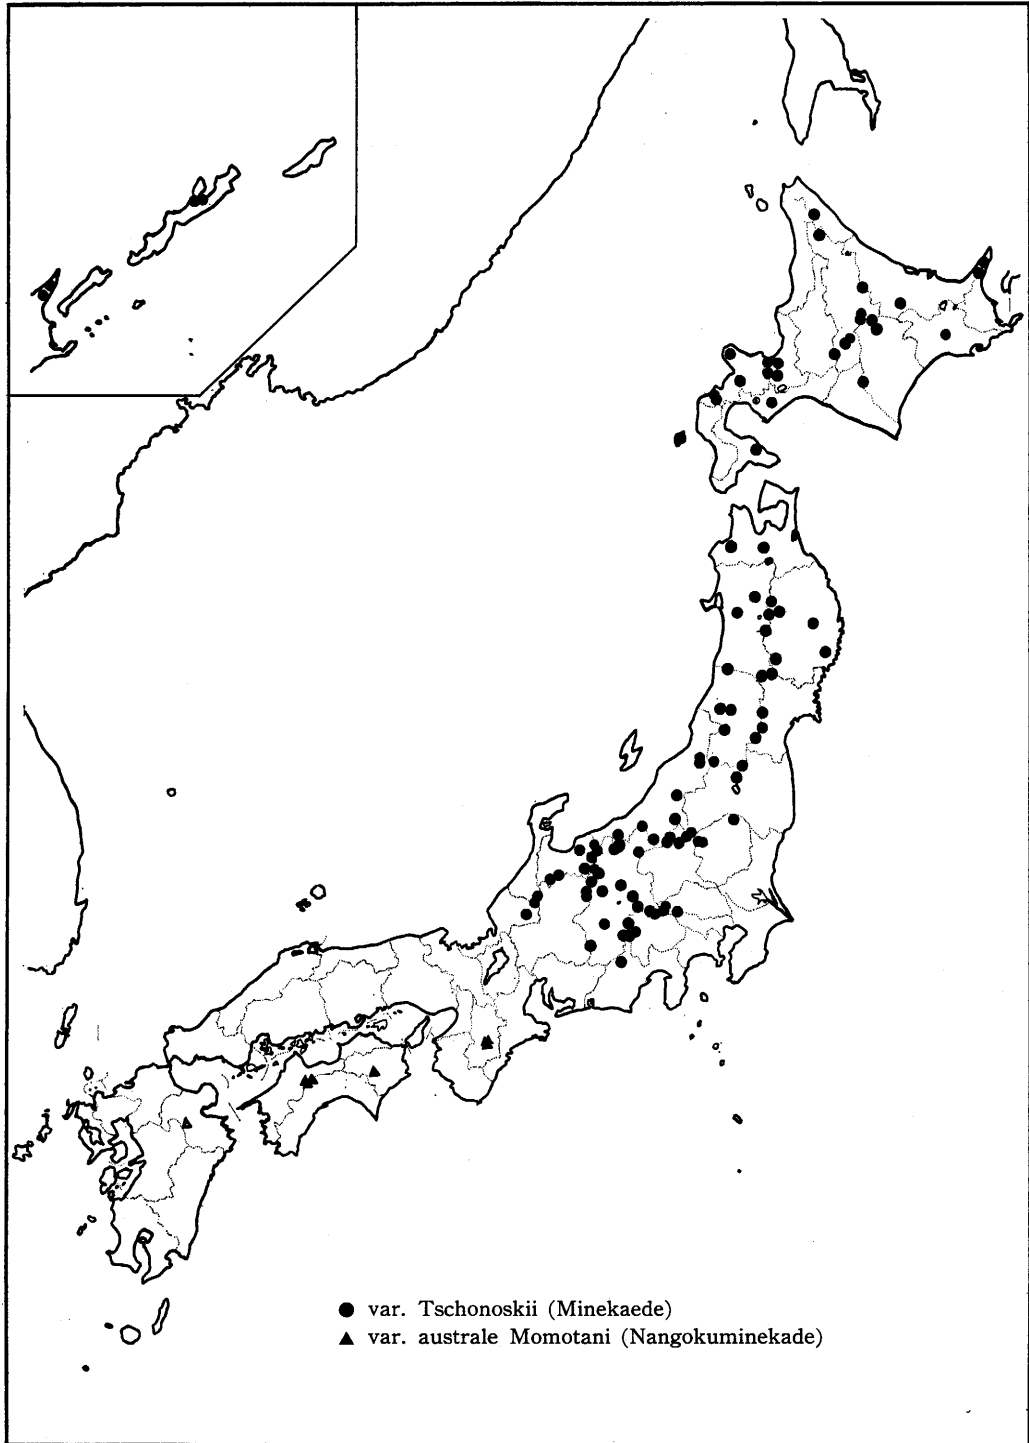 ● var. Tschonoskii (Minekaede)
▲ var. australe Momotani (Nangokuminekade)